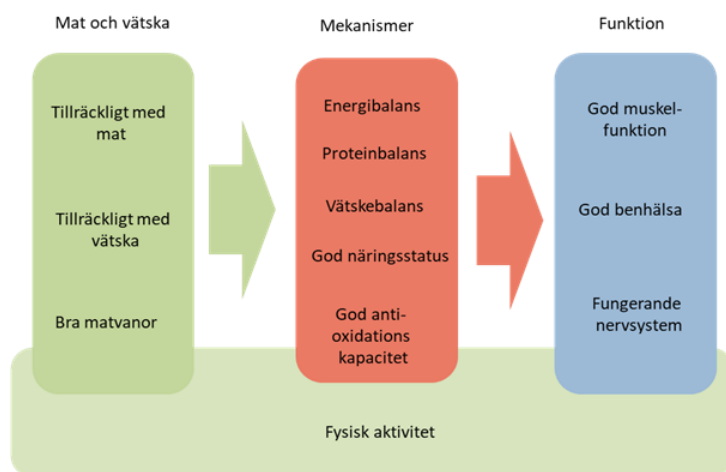 Mat och vätska
Tillräckligt med
mat
Tillräckligt med
vätska
Bra matvanor
Mekanismer
Energibalans
Proteinbalans
Vätskebalans
God näringsstatus
God anti-
oxidations
kapacitet
Funktion
God muskel-
funktion
God benhälsa
Fungerande
nervsystem
Fysisk aktivitet